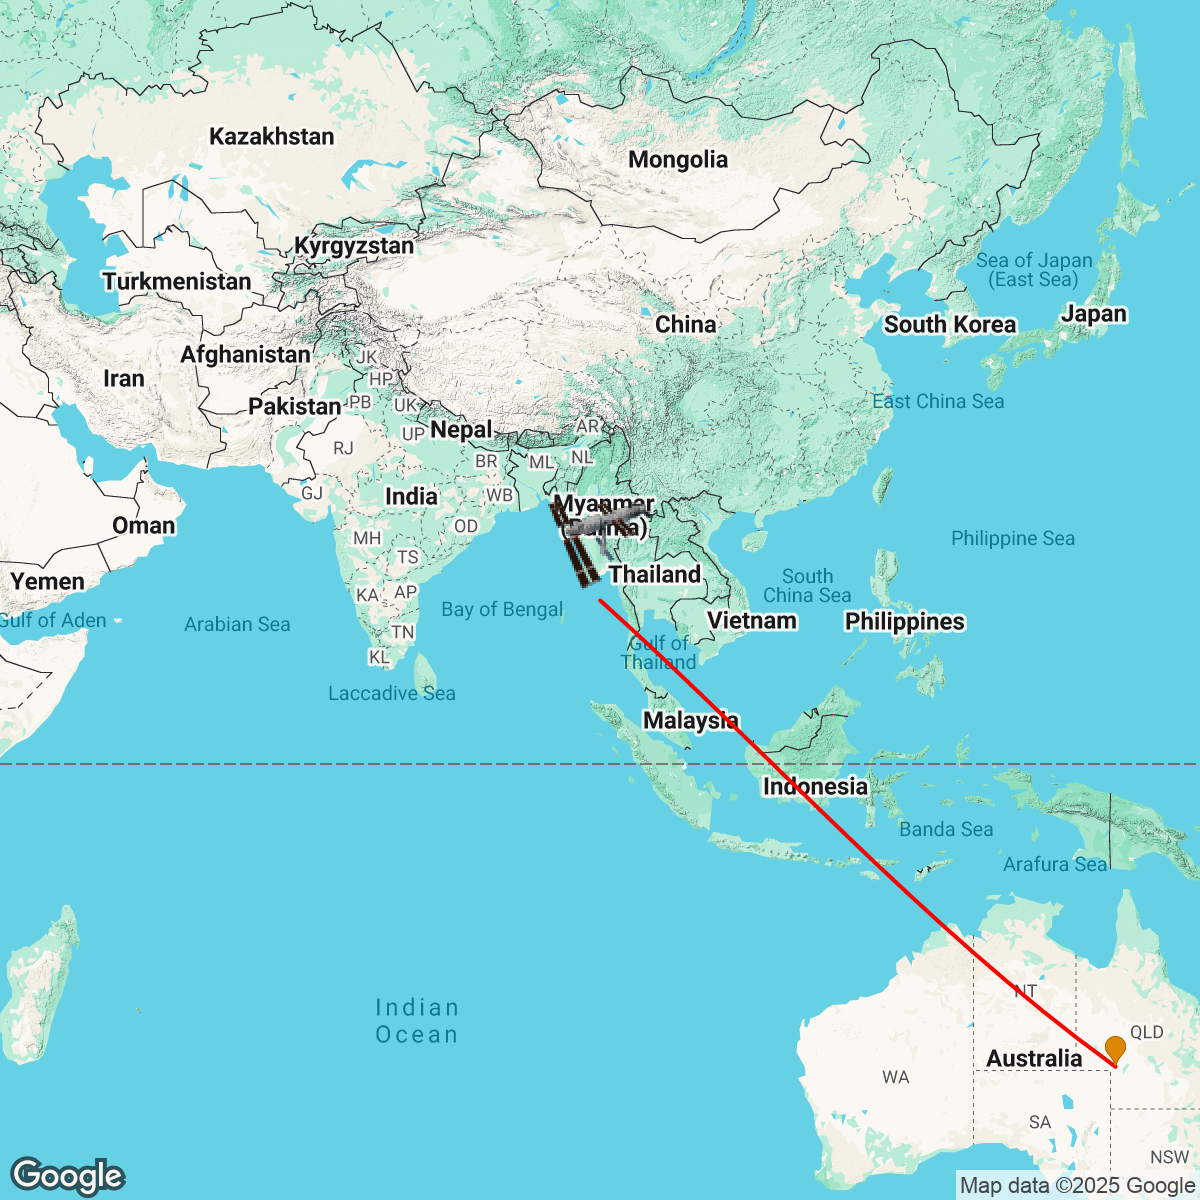 Kazakhstan
Mongolia
Kyrgyzstan
Sea of Japan
(East Sea)
Turkmenistan
Japan
China
South Korea
Afghanistan
JK
Iran
HP
Pakistan
PB
UK
East China Sea
UP
Nepal
AR
RJ
BR
ML
NL
GJ
India
WB
Myanmar
(Burma)
Oman
OD
MH
Philippine Sea
TS
Yemen
Thailand
South
China Sea
KA
AP
Gulf of Aden
Arabian Sea
Bay of Bengal
Vietnam
Philippines
TN
KL
Gulf of
Thailand
Laccadive Sea
Malaysia
Indonesia
Banda Sea
Arafura Sea
NT
Indian
Ocean
QLD
Australia
WA
SA
NSW
Google
Map data ©2025 Google